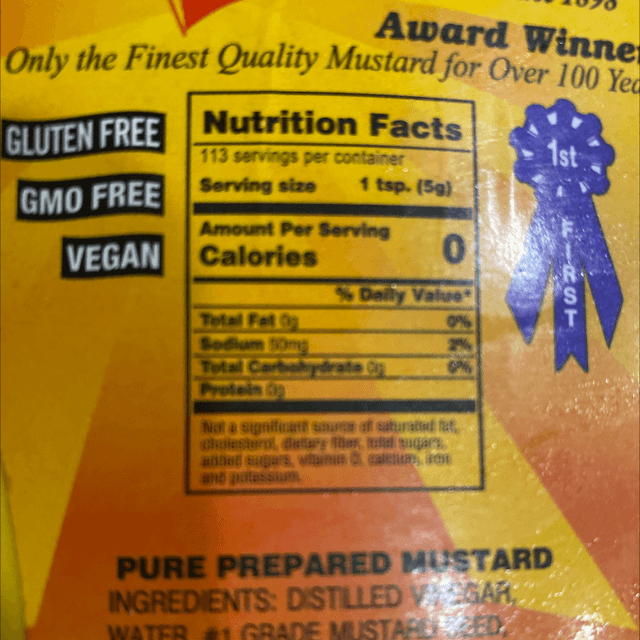 Award Winner
Only the Finest Quality Mustard for Over 100 Yea
GLUTEN FREE
GMO FREE
VEGAN
Nutrition Facts
113 servings per container
Serving size 1 tsp. (5g)
Amount Per Serving
Calories 0
% Daily Value*
Total Fat 0g 0%
Sodium 50mg 2%
Total Carbohydrate 0g 0%
Protein 0g
Not a significant source of saturated fat,
cholesterol, dietary fiber, total sugars,
added sugars, vitamin D, calcium, iron
and potassium.
1st
FIRST
PURE PREPARED MUSTARD
INGREDIENTS: DISTILLED VINEGAR,
WATER, #1 GRADE MUSTARD SEED,